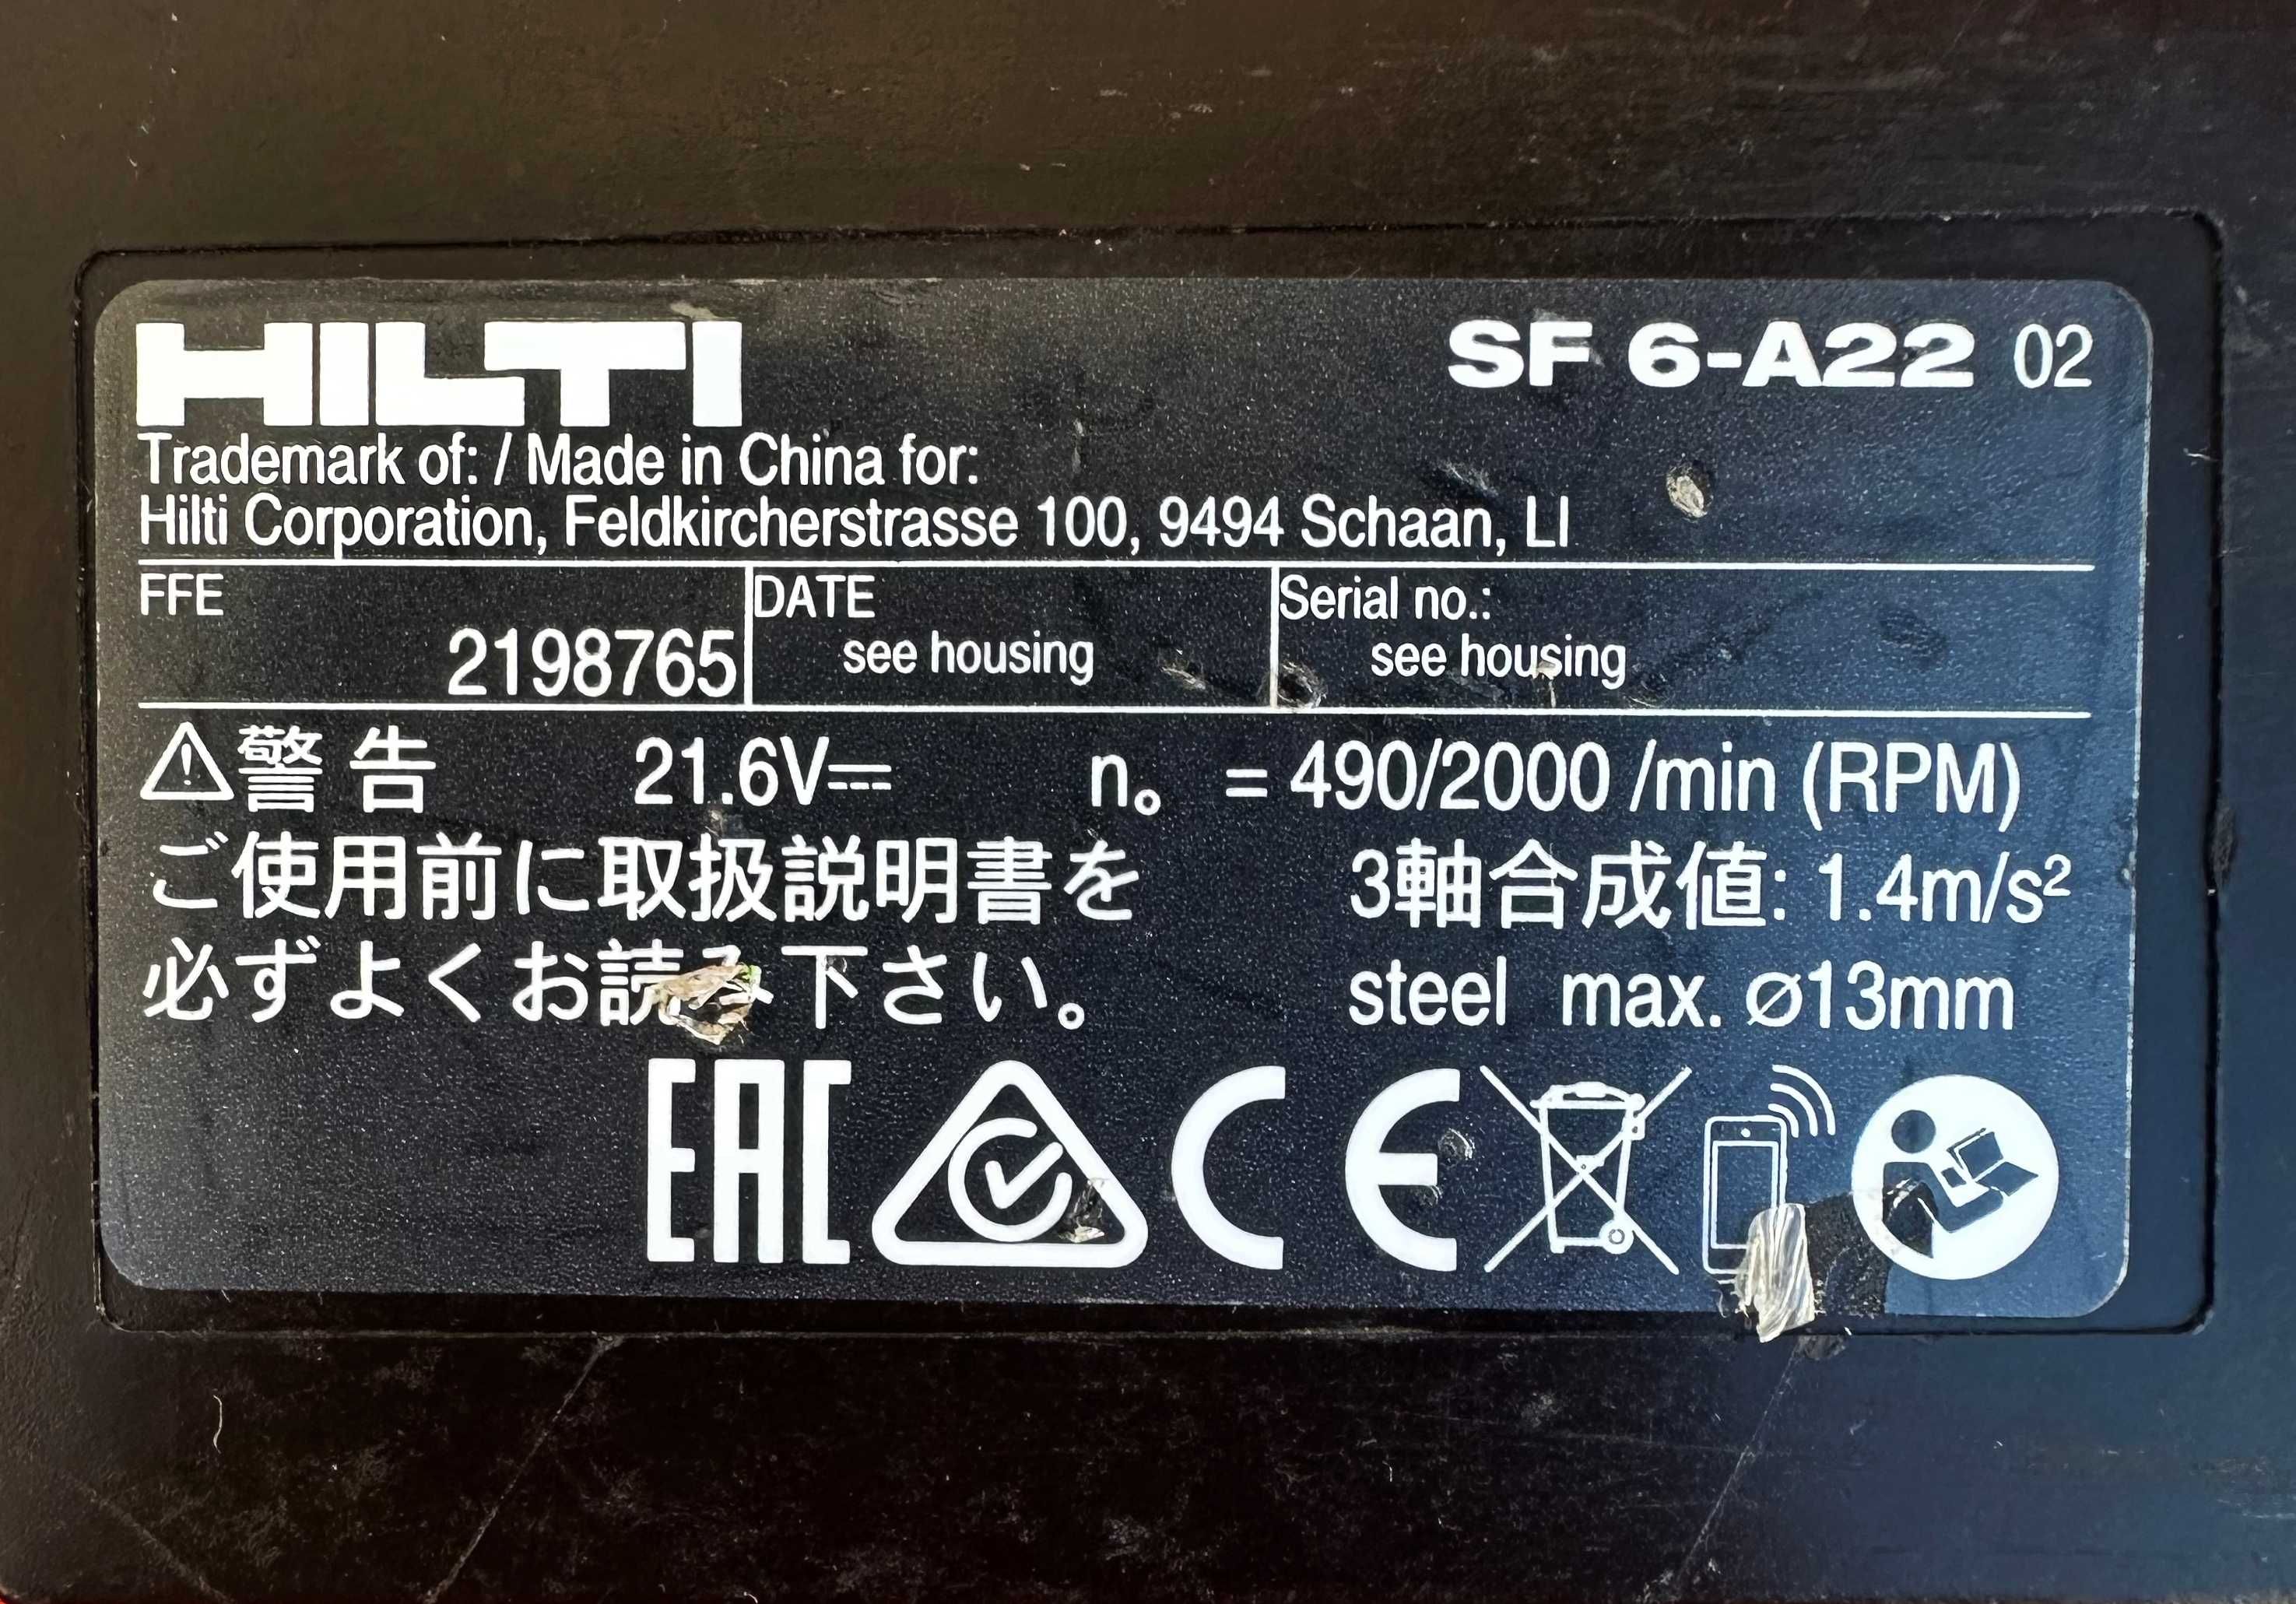 HILTI
SF 6-A22 02
Trademark of: / Made in China for:
Hilti Corporation, Feldkircherstrasse 100, 9494 Schaan, LI
FFE
2198765
DATE
see housing
Serial no.:
see housing
警告 21.6V⎓ n₀ = 490/2000 /min (RPM)
ご使用前に取扱説明書を
3軸合成値: 1.4m/s²
必ずよくお読み下さい。
steel max. ⌀13mm
EAC CE